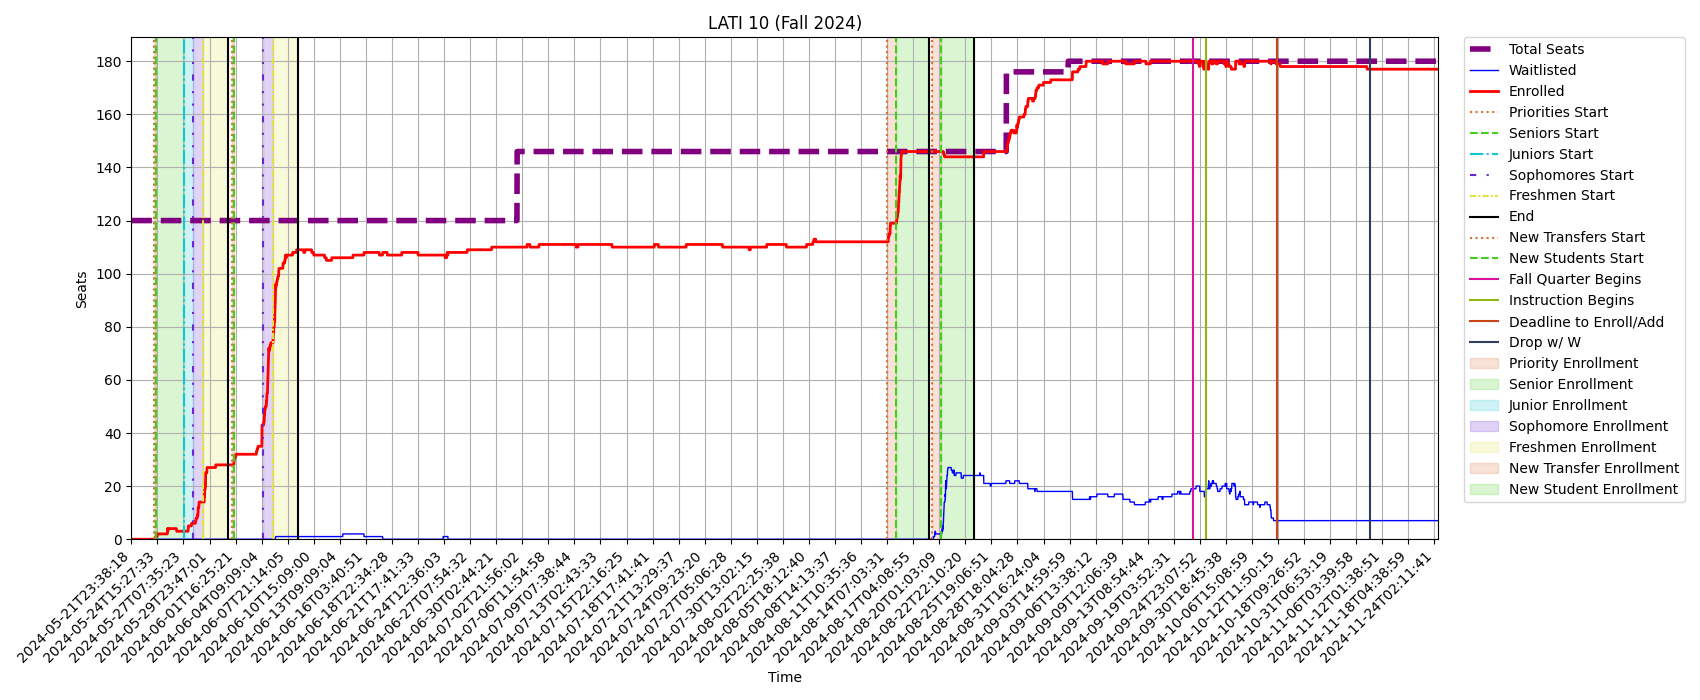 LATI 10 (Fall 2024)
Seats
180
160
140
120
100
80
60
40
20
0
2024-05-21T23:38:18
2024-05-24T15:27:33
2024-05-27T07:35:23
2024-05-29T23:47:01
2024-06-01T16:25:21
2024-06-04T09:09:04
2024-06-07T11:14:05
2024-06-10T15:09:00
2024-06-13T09:09:04
2024-06-16T03:40:51
2024-06-18T22:34:28
2024-06-21T17:41:33
2024-06-24T12:36:03
2024-06-27T07:54:32
2024-06-30T02:44:21
2024-07-02T21:56:02
2024-07-06T11:54:58
2024-07-09T07:38:44
2024-07-13T02:43:33
2024-07-15T22:16:25
2024-07-18T17:41:41
2024-07-21T13:29:37
2024-07-24T09:23:20
2024-07-27T05:06:28
2024-07-30T13:02:15
2024-08-02T22:25:38
2024-08-05T18:12:40
2024-08-08T14:13:37
2024-08-11T10:35:36
2024-08-14T07:03:31
2024-08-17T04:08:55
2024-08-20T01:03:09
2024-08-22T22:10:20
2024-08-25T19:06:51
2024-08-28T18:04:28
2024-08-31T16:24:04
2024-09-03T14:59:59
2024-09-06T13:38:12
2024-09-09T12:06:39
2024-09-13T08:54:44
2024-09-19T03:52:31
2024-09-24T23:07:52
2024-09-30T18:45:38
2024-10-06T15:08:59
2024-10-12T11:50:15
2024-10-18T09:26:52
2024-10-31T06:53:19
2024-11-06T03:39:58
2024-11-12T01:38:51
2024-11-18T04:38:59
2024-11-24T02:11:41
Time
Total Seats
Waitlisted
Enrolled
Priorities Start
Seniors Start
Juniors Start
Sophomores Start
Freshmen Start
End
New Transfers Start
New Students Start
Fall Quarter Begins
Instruction Begins
Deadline to Enroll/Add
Drop w/ W
Priority Enrollment
Senior Enrollment
Junior Enrollment
Sophomore Enrollment
Freshmen Enrollment
New Transfer Enrollment
New Student Enrollment